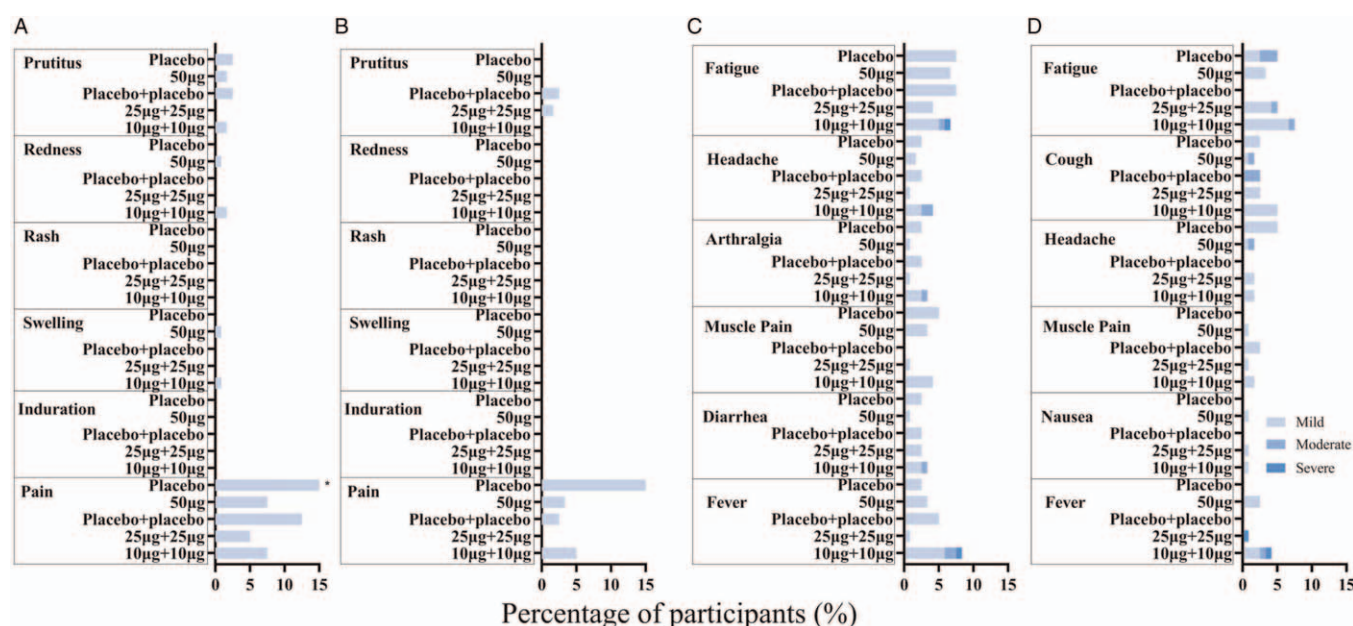 A
Prutitus
Placebo
50μg
Placebo+placebo
25μg+25μg
10μg+10μg
Redness
Placebo
50μg
Placebo+placebo
25μg+25μg
10μg+10μg
Rash
Placebo
50μg
Placebo+placebo
25μg+25μg
10μg+10μg
Swelling
Placebo
50μg
Placebo+placebo
25μg+25μg
10μg+10μg
Induration
Placebo
50μg
Placebo+placebo
25μg+25μg
10μg+10μg
Pain
Placebo
*
50μg
Placebo+placebo
25μg+25μg
10μg+10μg
0 5 10 15
B
Prutitus
Placebo
50μg
Placebo+placebo
25μg+25μg
10μg+10μg
Redness
Placebo
50μg
Placebo+placebo
25μg+25μg
10μg+10μg
Rash
Placebo
50μg
Placebo+placebo
25μg+25μg
10μg+10μg
Swelling
Placebo
50μg
Placebo+placebo
25μg+25μg
10μg+10μg
Induration
Placebo
50μg
Placebo+placebo
25μg+25μg
10μg+10μg
Pain
Placebo
50μg
Placebo+placebo
25μg+25μg
10μg+10μg
0 5 10 15
C
Fatigue
Placebo
50μg
Placebo+placebo
25μg+25μg
10μg+10μg
Headache
Placebo
50μg
Placebo+placebo
25μg+25μg
10μg+10μg
Arthralgia
Placebo
50μg
Placebo+placebo
25μg+25μg
10μg+10μg
Muscle Pain
Placebo
50μg
Placebo+placebo
25μg+25μg
10μg+10μg
Diarrhea
Placebo
50μg
Placebo+placebo
25μg+25μg
10μg+10μg
Fever
Placebo
50μg
Placebo+placebo
25μg+25μg
10μg+10μg
0 5 10 15
D
Fatigue
Placebo
50μg
Placebo+placebo
25μg+25μg
10μg+10μg
Cough
Placebo
50μg
Placebo+placebo
25μg+25μg
10μg+10μg
Headache
Placebo
50μg
Placebo+placebo
25μg+25μg
10μg+10μg
Muscle Pain
Placebo
50μg
Placebo+placebo
25μg+25μg
10μg+10μg
Nausea
Placebo
50μg
Placebo+placebo
25μg+25μg
10μg+10μg
Fever
Placebo
50μg
Placebo+placebo
25μg+25μg
10μg+10μg
0 5 10 15
Mild
Moderate
Severe
Percentage of participants (%)